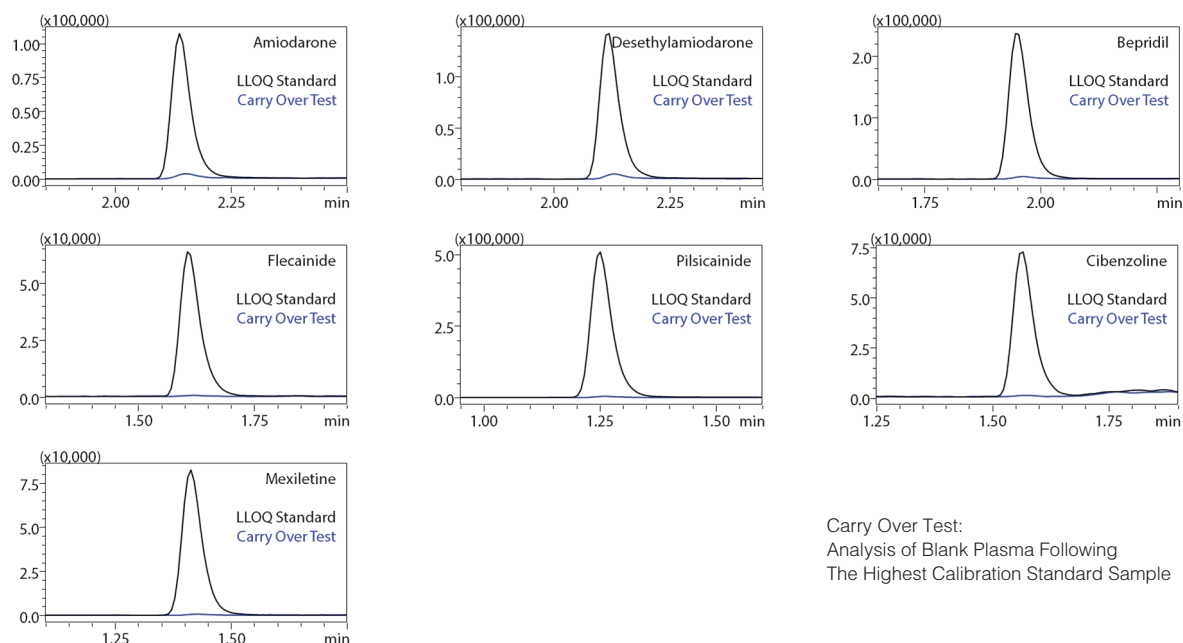 (x100,000)
Amiodarone
LLOQ Standard
Carry Over Test
1.00
0.75
0.50
0.25
0.00
2.00 2.25 min
(x100,000)
Desethylamiodarone
LLOQ Standard
Carry Over Test
1.0
0.5
0.0
2.00 2.25 min
(x100,000)
Bepridil
LLOQ Standard
Carry Over Test
2.0
1.0
0.0
1.75 2.00 min
(x10,000)
Flecainide
LLOQ Standard
Carry Over Test
5.0
2.5
0.0
1.50 1.75 min
(x100,000)
Pilsicainide
LLOQ Standard
Carry Over Test
5.0
2.5
0.0
1.00 1.25 1.50 min
(x10,000)
Cibenzoline
LLOQ Standard
Carry Over Test
7.5
5.0
2.5
0.0
1.25 1.50 1.75 min
(x10,000)
Mexiletine
LLOQ Standard
Carry Over Test
7.5
5.0
2.5
0.0
1.25 1.50 min
Carry Over Test:
Analysis of Blank Plasma Following
The Highest Calibration Standard Sample